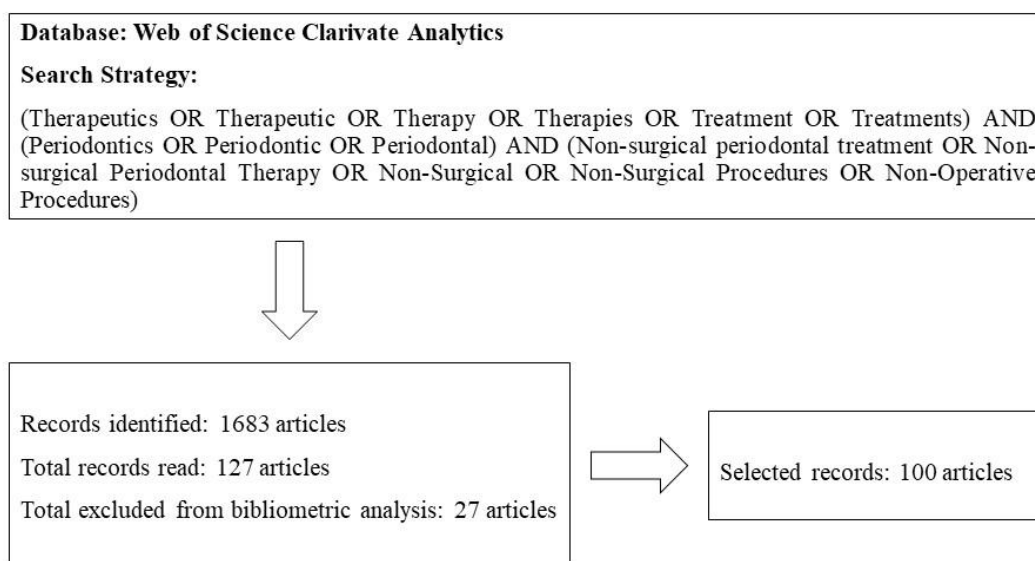 Database: Web of Science Clarivate Analytics
Search Strategy:
(Therapeutics OR Therapeutic OR Therapy OR Therapies OR Treatment OR Treatments) AND
(Periodontics OR Periodontic OR Periodontal) AND (Non-surgical periodontal treatment OR Non-
surgical Periodontal Therapy OR Non-Surgical OR Non-Surgical Procedures OR Non-Operative
Procedures)
Records identified: 1683 articles
Total records read: 127 articles
Total excluded from bibliometric analysis: 27 articles
Selected records: 100 articles